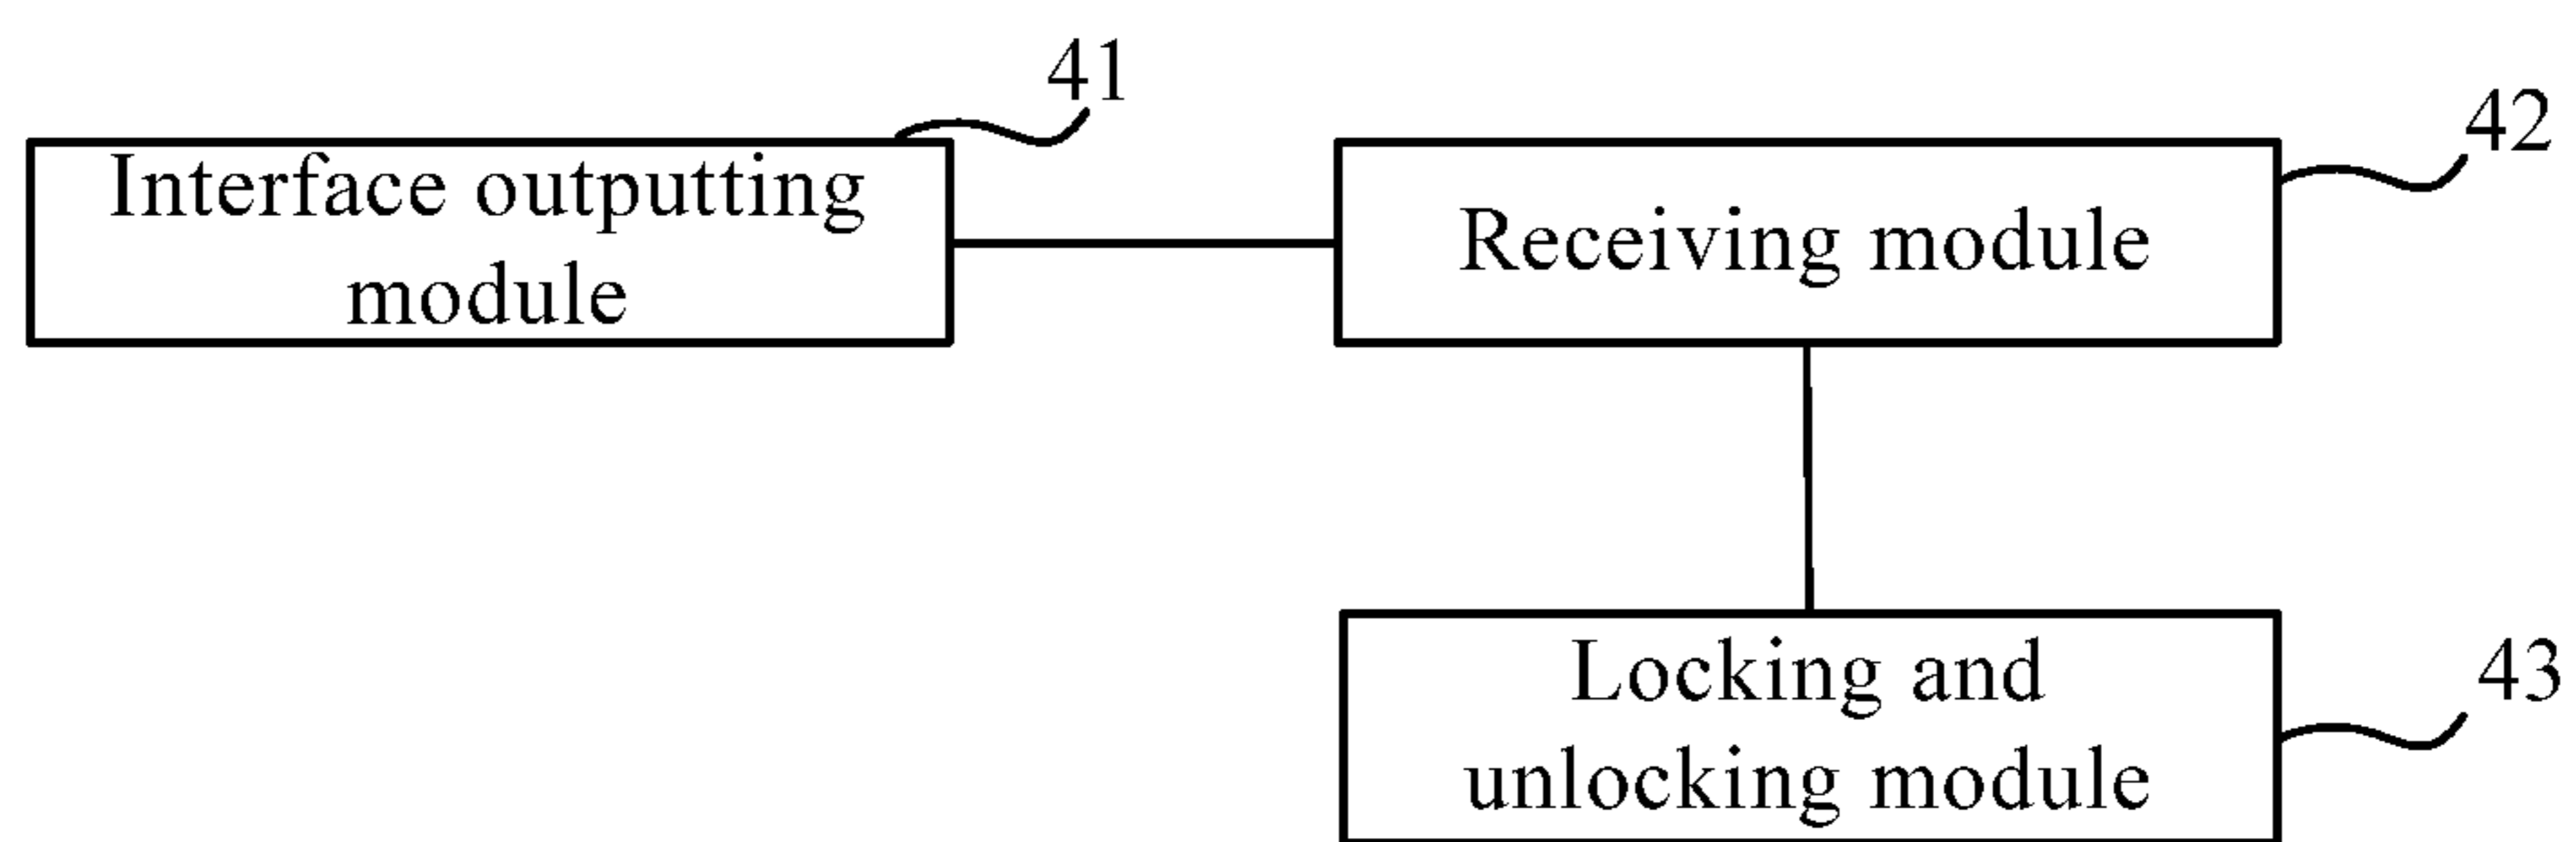 41
Interface outputting
module
42
Receiving module
43
Locking and
unlocking module